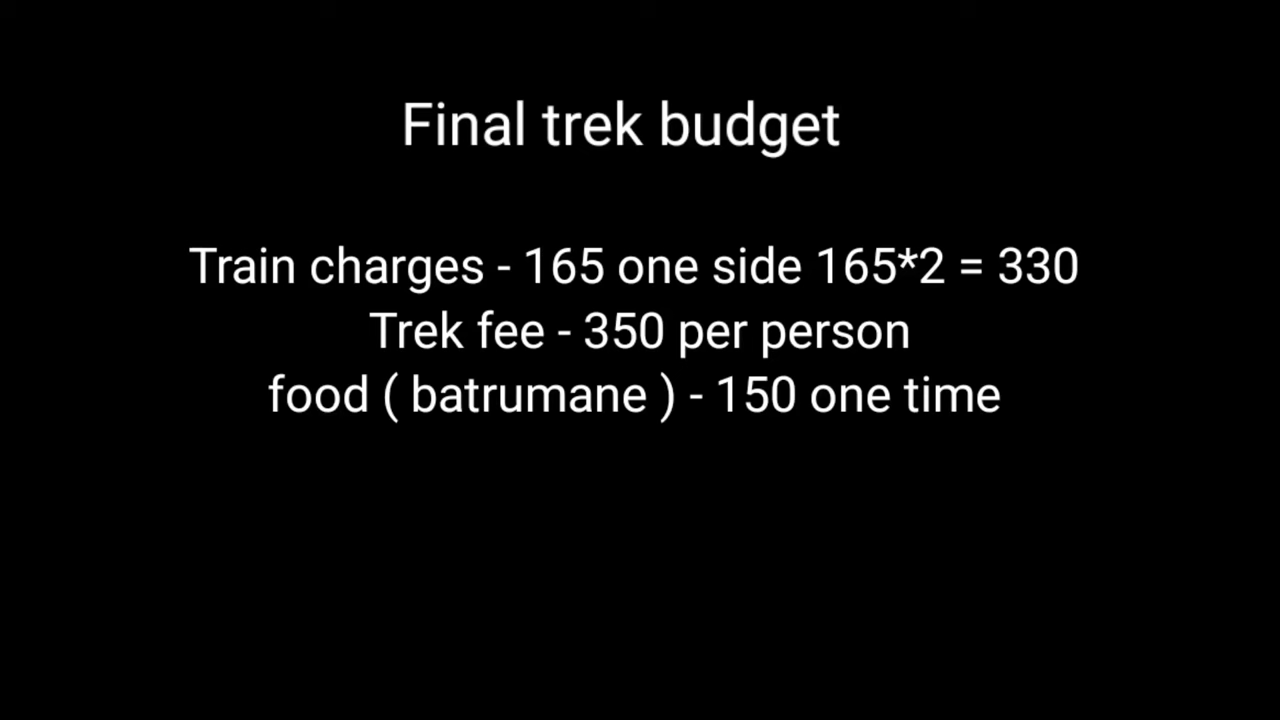 Final trek budget
Train charges - 165 one side 165*2 = 330
Trek fee - 350 per person
food ( batrumane ) - 150 one time